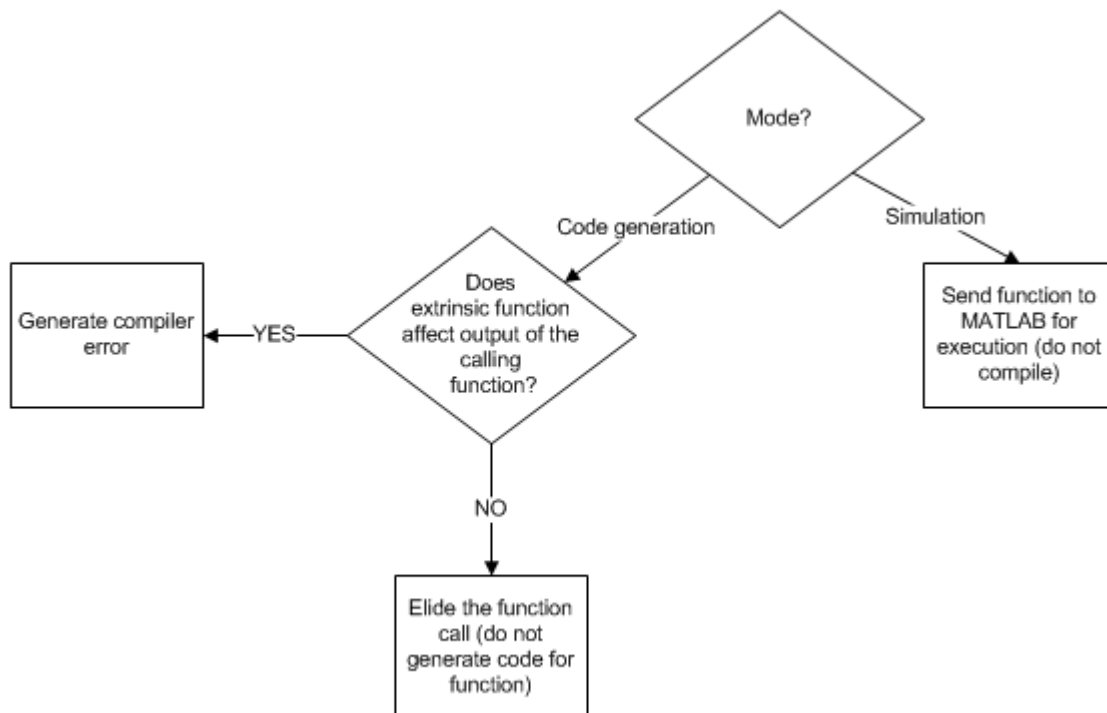 Mode?
Code generation
Simulation
Does
extrinsic function
affect output of the
calling
function?
YES
Generate compiler
error
Send function to
MATLAB for
execution (do not
compile)
NO
Elide the function
call (do not
generate code for
function)